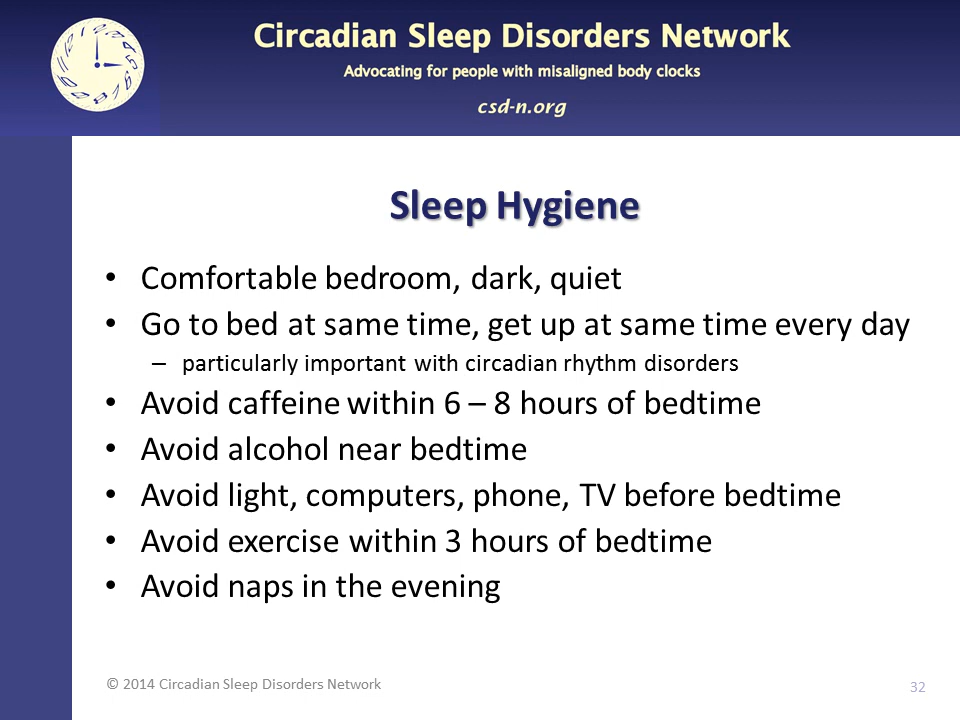 Circadian Sleep Disorders Network
Advocating for people with misaligned body clocks
csd-n.org
Sleep Hygiene
• Comfortable bedroom, dark, quiet
• Go to bed at same time, get up at same time every day
– particularly important with circadian rhythm disorders
• Avoid caffeine within 6 – 8 hours of bedtime
• Avoid alcohol near bedtime
• Avoid light, computers, phone, TV before bedtime
• Avoid exercise within 3 hours of bedtime
• Avoid naps in the evening
© 2014 Circadian Sleep Disorders Network
32